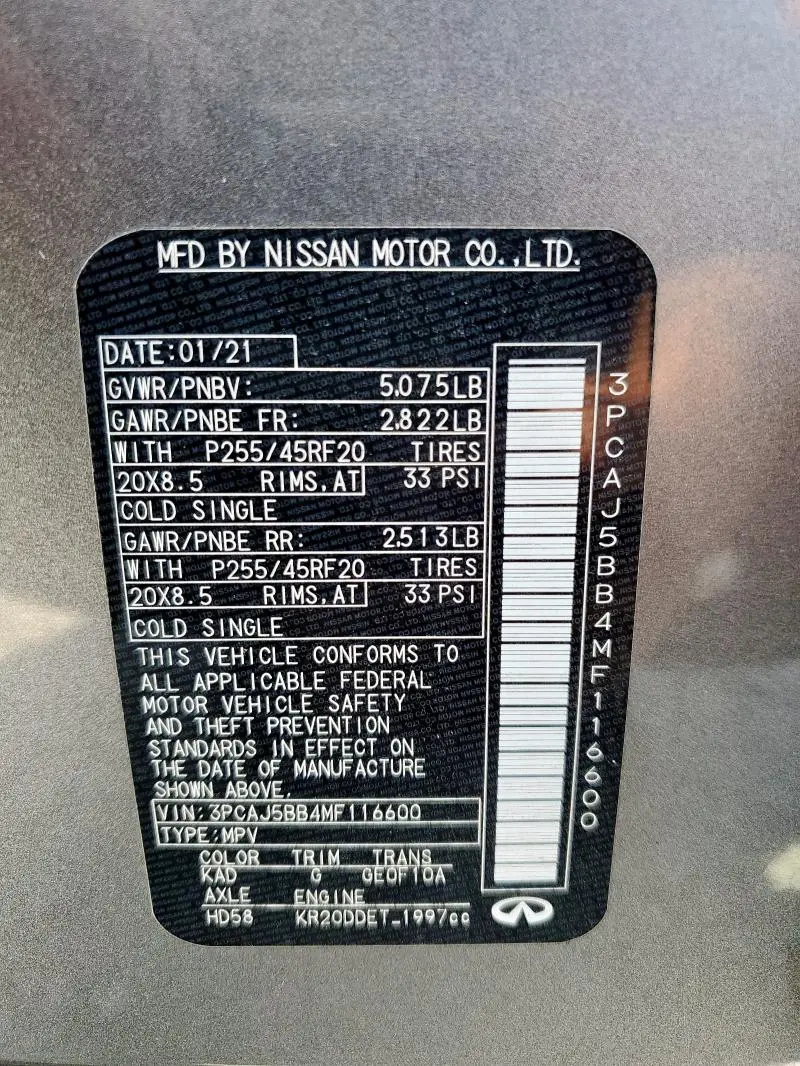 MFD BY NISSAN MOTOR CO.,LTD.
DATE:01/21
GVWR/PNBV: 5,075LB
GAWR/PNBE FR: 2,822LB
WITH P255/45RF20 TIRES
20X8.5 RIMS,AT 33 PSI
COLD SINGLE
GAWR/PNBE RR: 2,513LB
WITH P255/45RF20 TIRES
20X8.5 RIMS,AT 33 PSI
COLD SINGLE
THIS VEHICLE CONFORMS TO
ALL APPLICABLE FEDERAL
MOTOR VEHICLE SAFETY
AND THEFT PREVENTION
STANDARDS IN EFFECT ON
THE DATE OF MANUFACTURE
SHOWN ABOVE.
VIN:3PCAJ5BB4MF116600
TYPE:MPV
COLOR TRIM TRANS
KAD G GE0F10A
AXLE ENGINE
HD58 KR20DDET_1997cc
3PCAJ5BB4MF116600